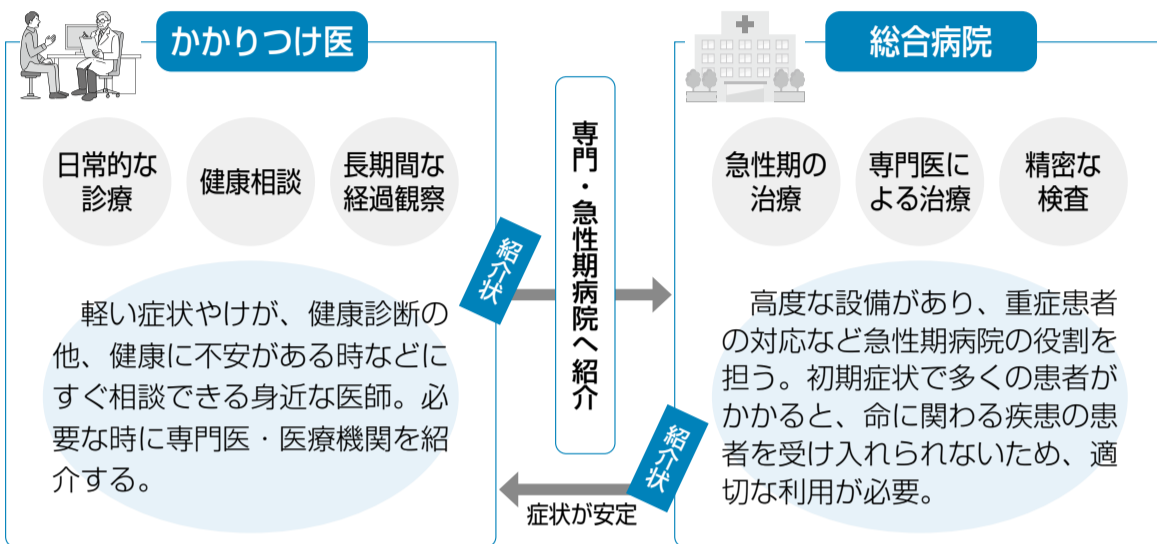 かかりつけ医
日常的な
診療
健康相談
長期間な
経過観察
軽い症状やけが、健康診断の
他、健康に不安がある時などに
すぐ相談できる身近な医師。必
要な時に専門医・医療機関を紹
介する。
紹介状
専門・急性期病院へ 紹介
紹介状
症状が安定
総合病院
急性期の
治療
専門医に
よる治療
精密な
検査
高度な設備があり、重症患者
の対応など急性期病院の役割を
担う。初期症状で多くの患者が
かかると、命に関わる疾患の患
者を受け入れられないため、適
切な利用が必要。